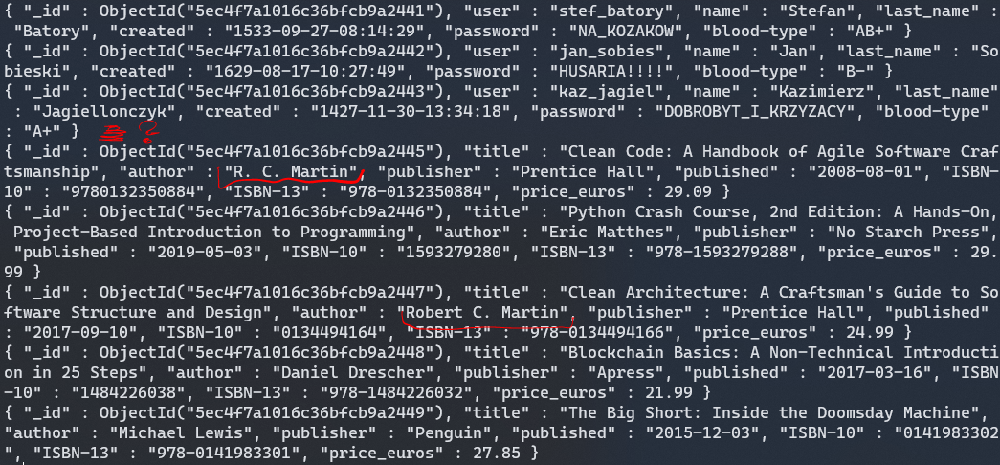 { "_id" : ObjectId("5ec4f7a1016c36bfcb9a2441"), "user" : "stef_batory", "name" : "Stefan", "last_name" :
 "Batory", "created" : "1533-09-27-08:14:29", "password" : "NA_KOZAKOW", "blood-type" : "AB+" }
{ "_id" : ObjectId("5ec4f7a1016c36bfcb9a2442"), "user" : "jan_sobies", "name" : "Jan", "last_name" : "So
bieski", "created" : "1629-08-17-10:27:49", "password" : "HUSARIA!!!!", "blood-type" : "B-" }
{ "_id" : ObjectId("5ec4f7a1016c36bfcb9a2443"), "user" : "kaz_jagiel", "name" : "Kazimierz", "last_name"
 : "Jagiellonczyk", "created" : "1427-11-30-13:34:18", "password" : "DOBROBYT_I_KRZYZACY", "blood-type"
: "A+" } ?
{ "_id" : ObjectId("5ec4f7a1016c36bfcb9a2445"), "title" : "Clean Code: A Handbook of Agile Software Craf
tsmanship", "author" : "R. C. Martin", "publisher" : "Prentice Hall", "published" : "2008-08-01", "ISBN-
10" : "9780132350884", "ISBN-13" : "978-0132350884", "price_euros" : 29.09 }
{ "_id" : ObjectId("5ec4f7a1016c36bfcb9a2446"), "title" : "Python Crash Course, 2nd Edition: A Hands-On,
 Project-Based Introduction to Programming", "author" : "Eric Matthes", "publisher" : "No Starch Press",
 "published" : "2019-05-03", "ISBN-10" : "1593279280", "ISBN-13" : "978-1593279288", "price_euros" : 29.
99 }
{ "_id" : ObjectId("5ec4f7a1016c36bfcb9a2447"), "title" : "Clean Architecture: A Craftsman's Guide to So
ftware Structure and Design", "author" : "Robert C. Martin", "publisher" : "Prentice Hall", "published"
: "2017-09-10", "ISBN-10" : "0134494164", "ISBN-13" : "978-0134494166", "price_euros" : 24.99 }
{ "_id" : ObjectId("5ec4f7a1016c36bfcb9a2448"), "title" : "Blockchain Basics: A Non-Technical Introducti
on in 25 Steps", "author" : "Daniel Drescher", "publisher" : "Apress", "published" : "2017-03-16", "ISBN
-10" : "1484226038", "ISBN-13" : "978-1484226032", "price_euros" : 21.99 }
{ "_id" : ObjectId("5ec4f7a1016c36bfcb9a2449"), "title" : "The Big Short: Inside the Doomsday Machine",
"author" : "Michael Lewis", "publisher" : "Penguin", "published" : "2015-12-03", "ISBN-10" : "0141983302
", "ISBN-13" : "978-0141983301", "price_euros" : 27.85 }